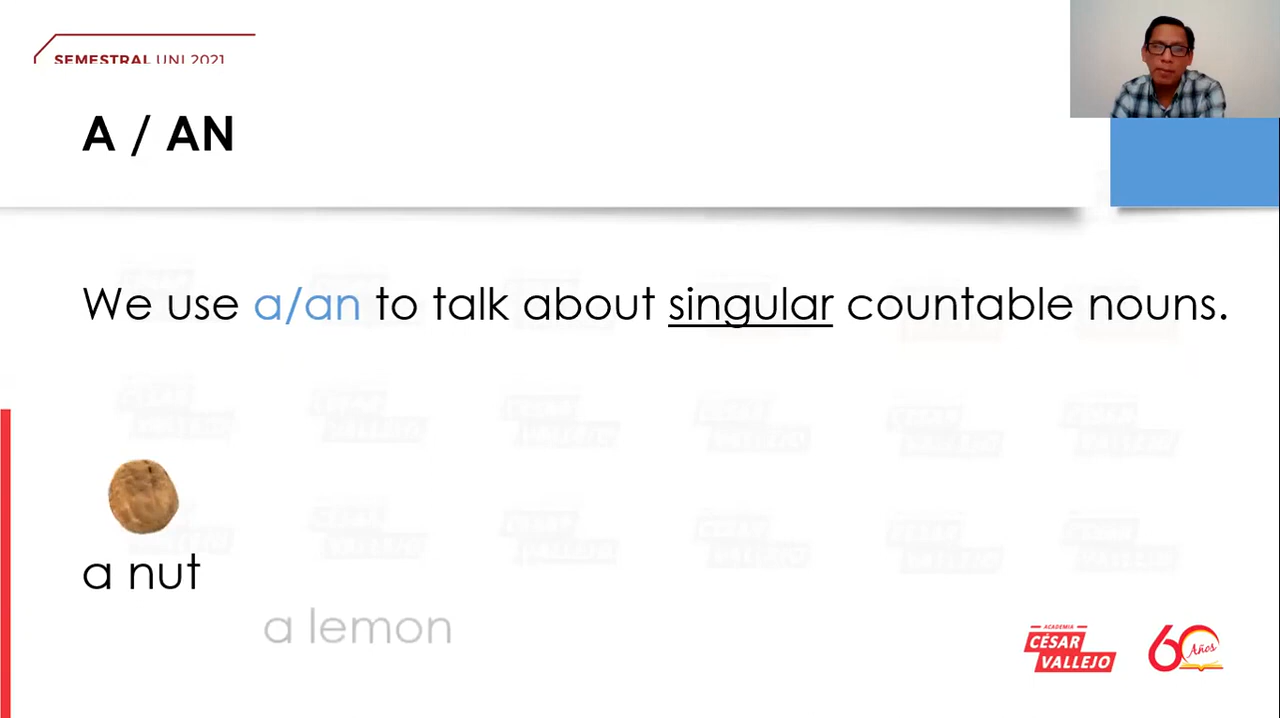 SEMESTRAL UNI 2021
A / AN
We use a/an to talk about singular countable nouns.
a nut
a lemon
ACADEMIA
CÉSAR
VALLEJO
60
Años